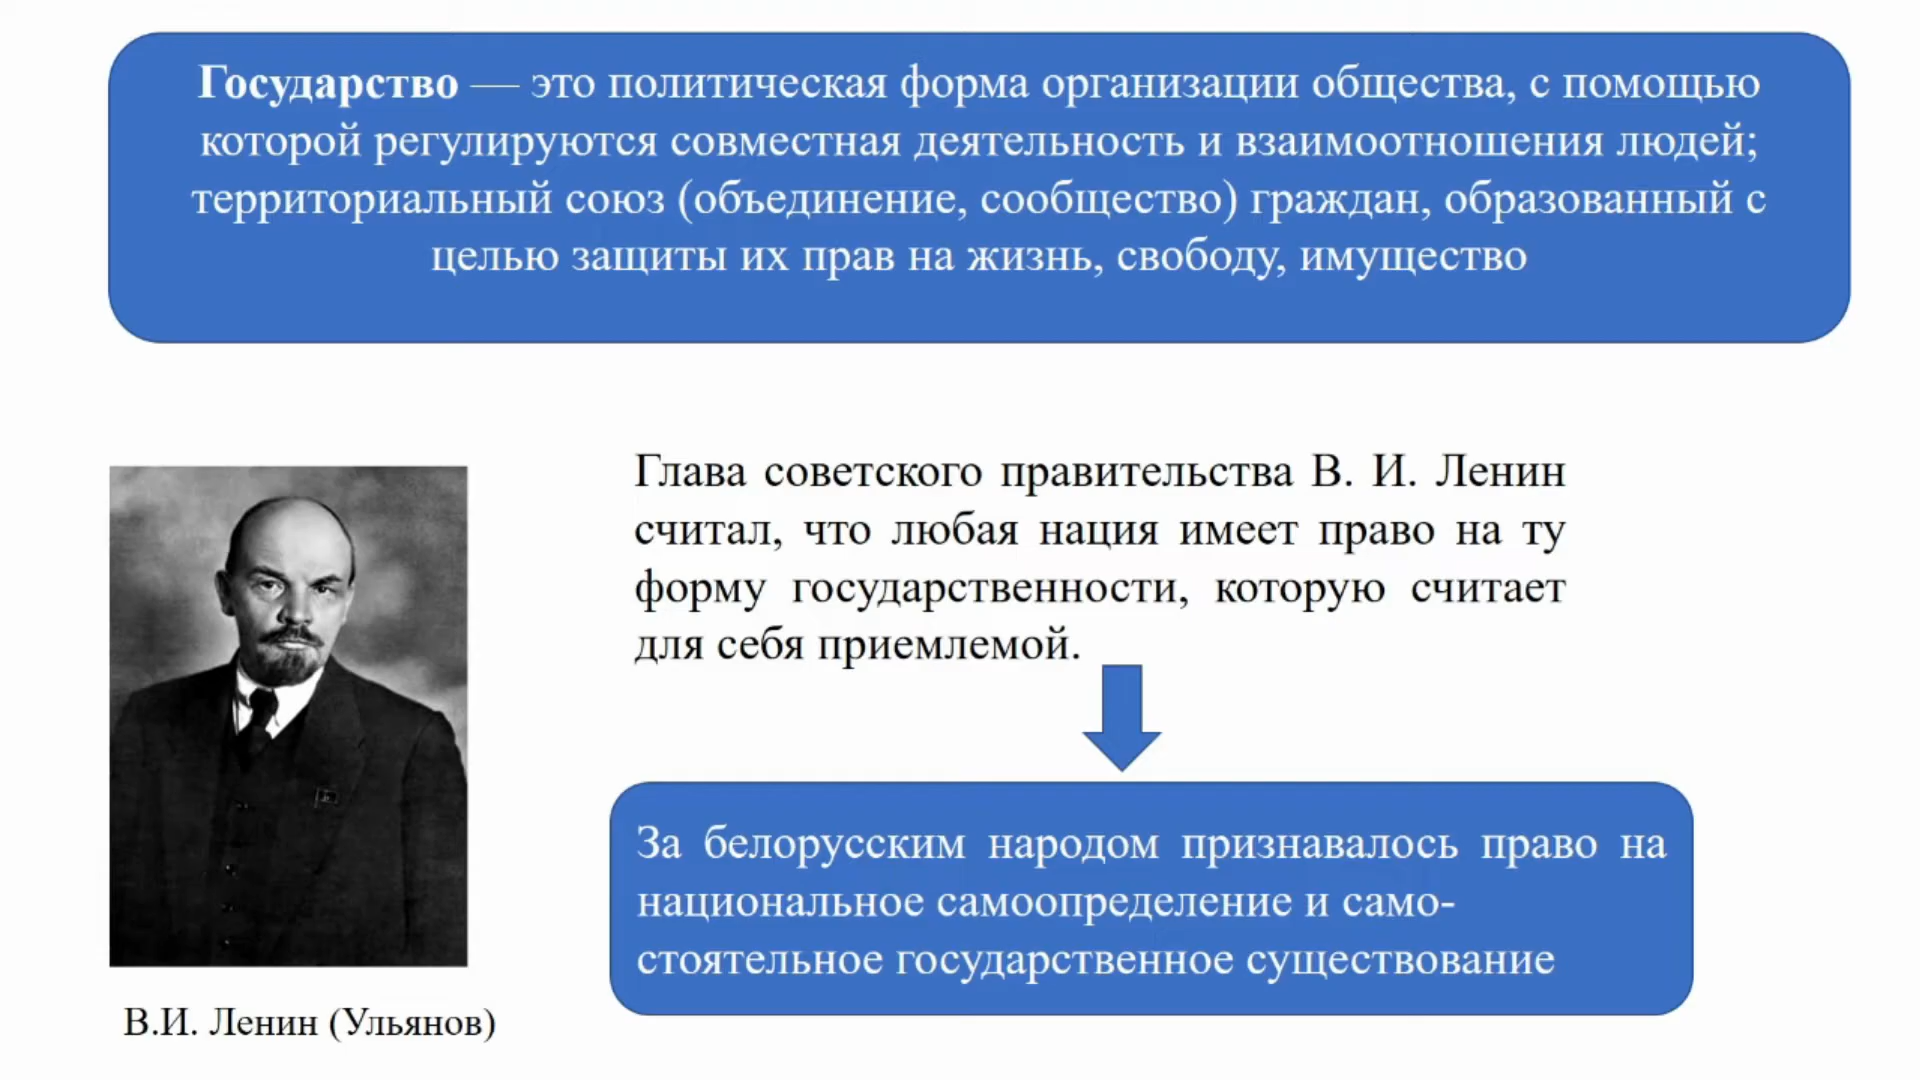 Государство — это политическая форма организации общества, с помощью
которой регулируются совместная деятельность и взаимоотношения людей;
территориальный союз (объединение, сообщество) граждан, образованный с
целью защиты их прав на жизнь, свободу, имущество
Глава советского правительства В. И. Ленин
считал, что любая нация имеет право на ту
форму государственности, которую считает
для себя приемлемой.
За белорусским народом признавалось право на
национальное самоопределение и само-
стоятельное государственное существование
В.И. Ленин (Ульянов)